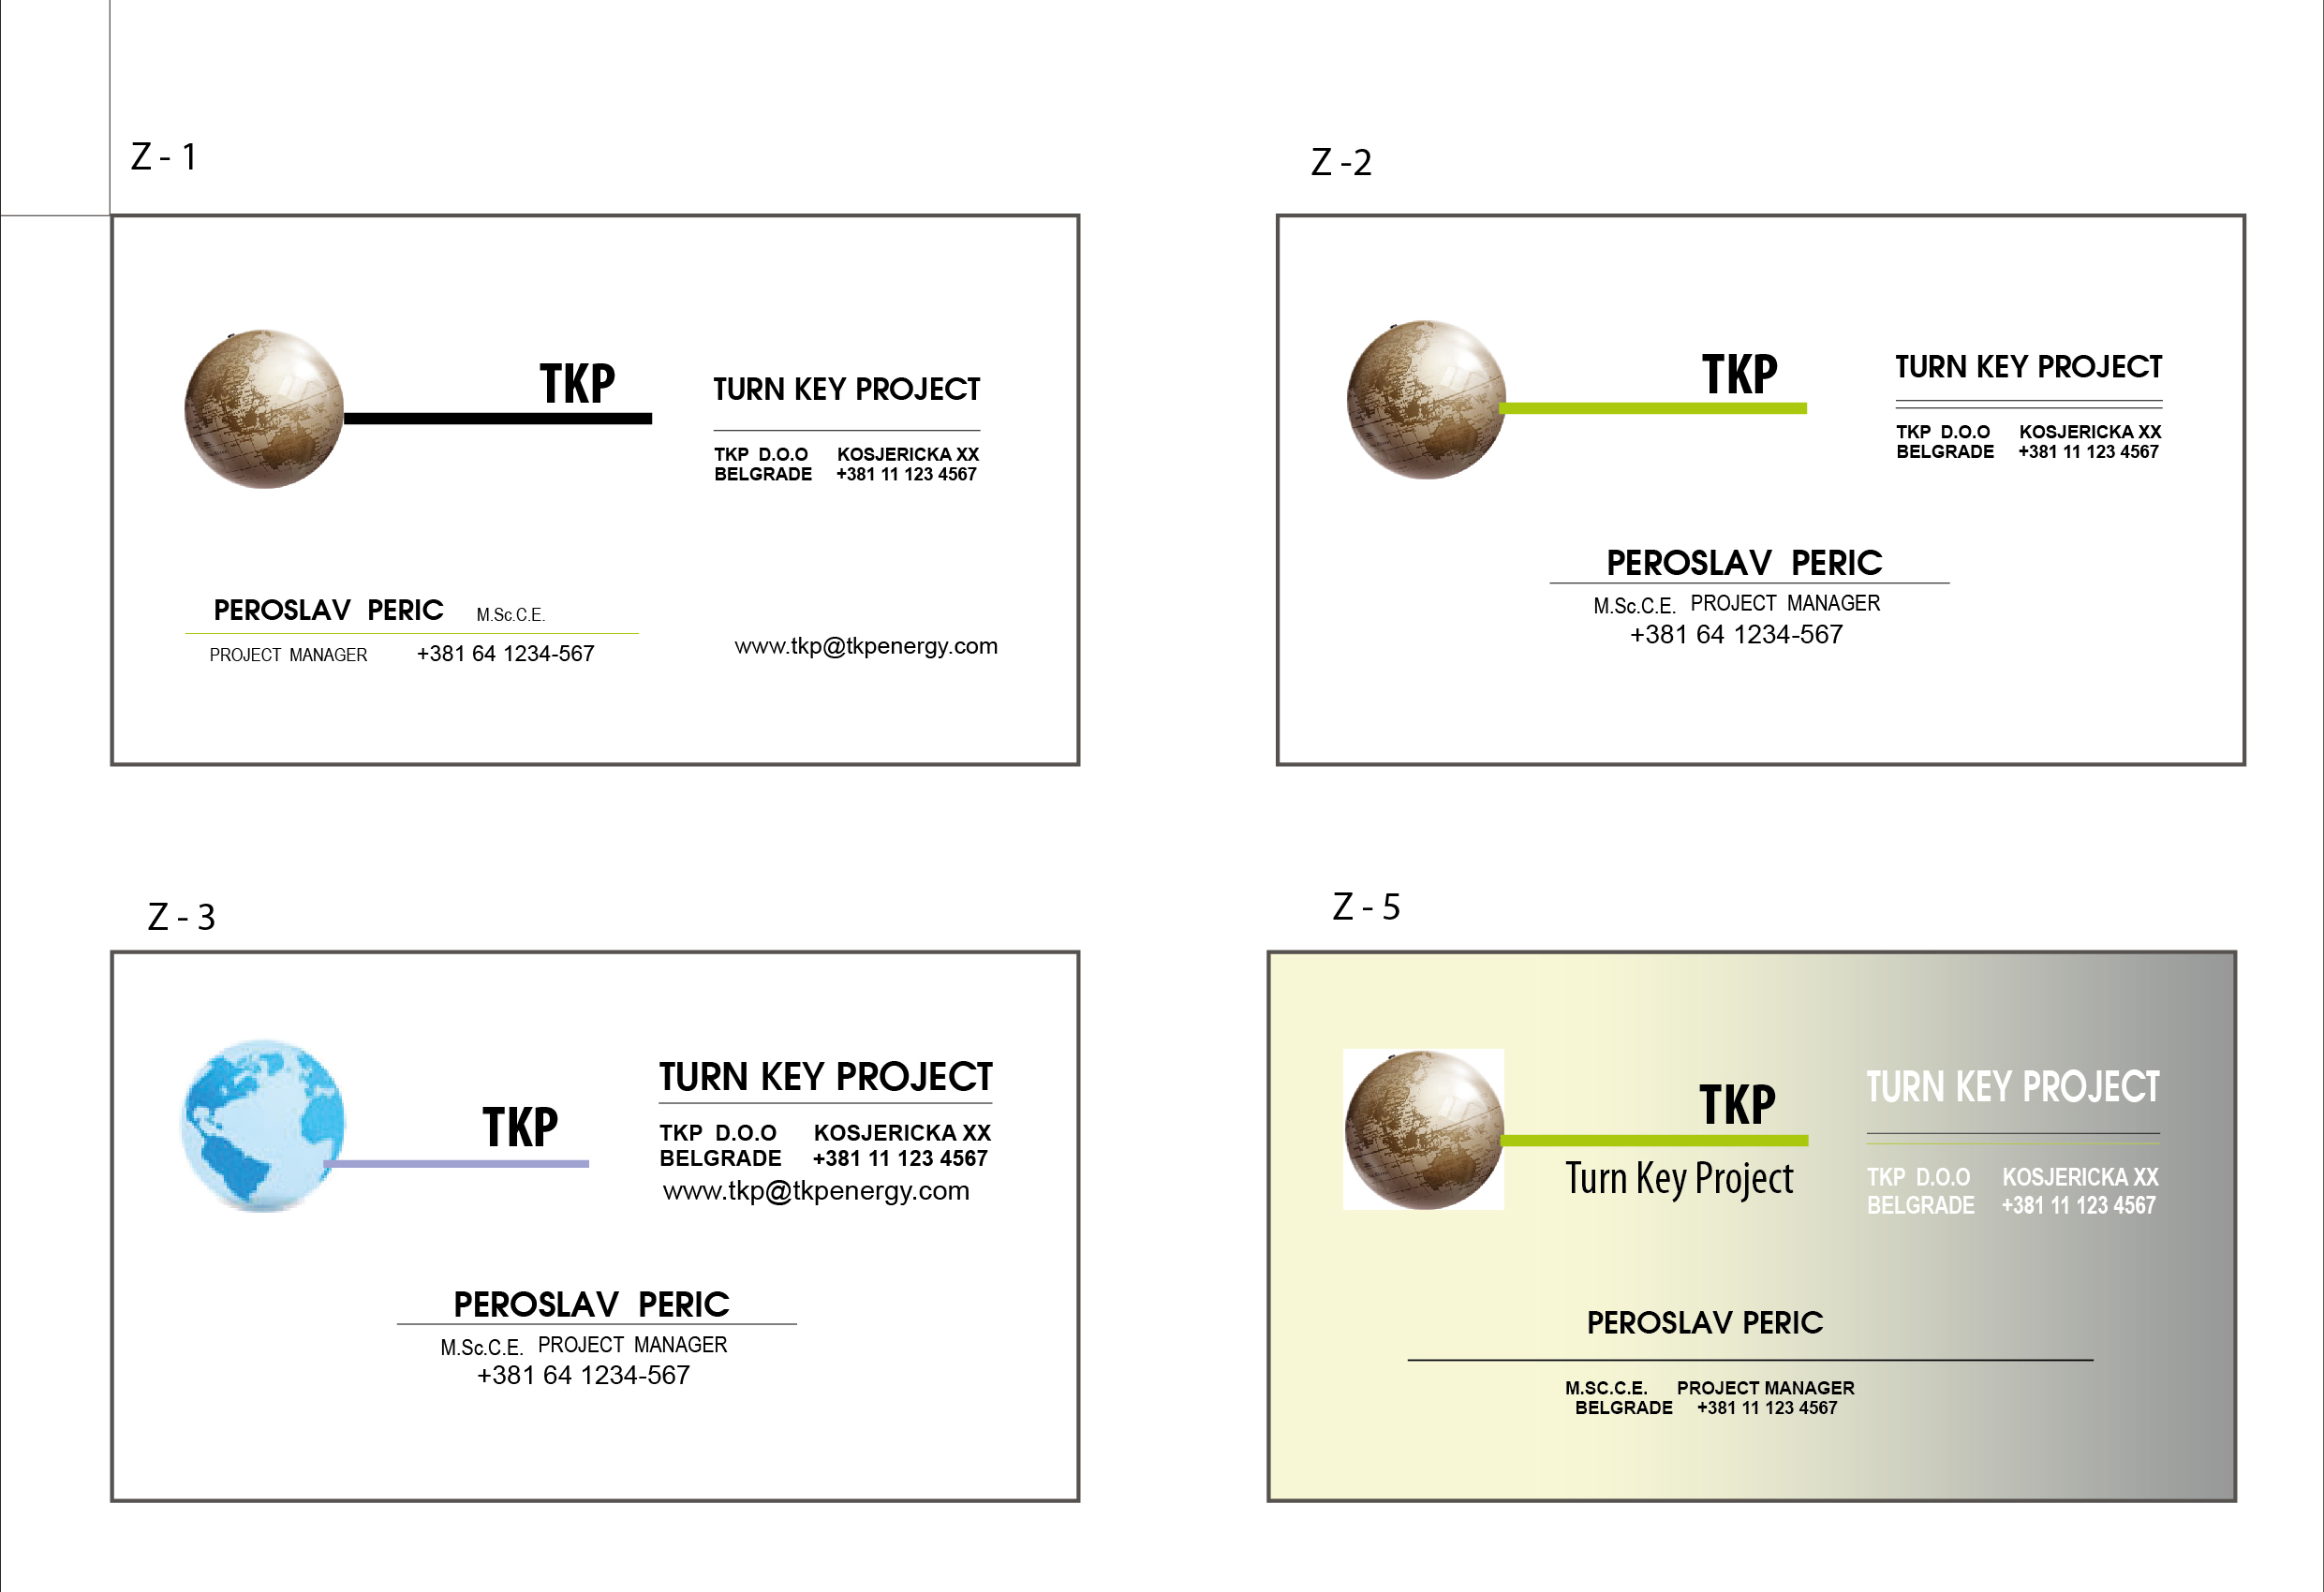 Z - 1
TKP
TURN KEY PROJECT
TKP D.O.O KOSJERICKA XX
BELGRADE +381 11 123 4567
PEROSLAV PERIC M.Sc.C.E.
PROJECT MANAGER +381 64 1234-567
www.tkp@tkpenergy.com
Z -2
TKP
TURN KEY PROJECT
TKP D.O.O KOSJERICKA XX
BELGRADE +381 11 123 4567
PEROSLAV PERIC
M.Sc.C.E. PROJECT MANAGER
+381 64 1234-567
Z - 3
TKP
TURN KEY PROJECT
TKP D.O.O KOSJERICKA XX
BELGRADE +381 11 123 4567
www.tkp@tkpenergy.com
PEROSLAV PERIC
M.Sc.C.E. PROJECT MANAGER
+381 64 1234-567
Z - 5
TKP
Turn Key Project
TURN KEY PROJECT
TKP D.O.O KOSJERICKA XX
BELGRADE +381 11 123 4567
PEROSLAV PERIC
M.SC.C.E. PROJECT MANAGER
BELGRADE +381 11 123 4567